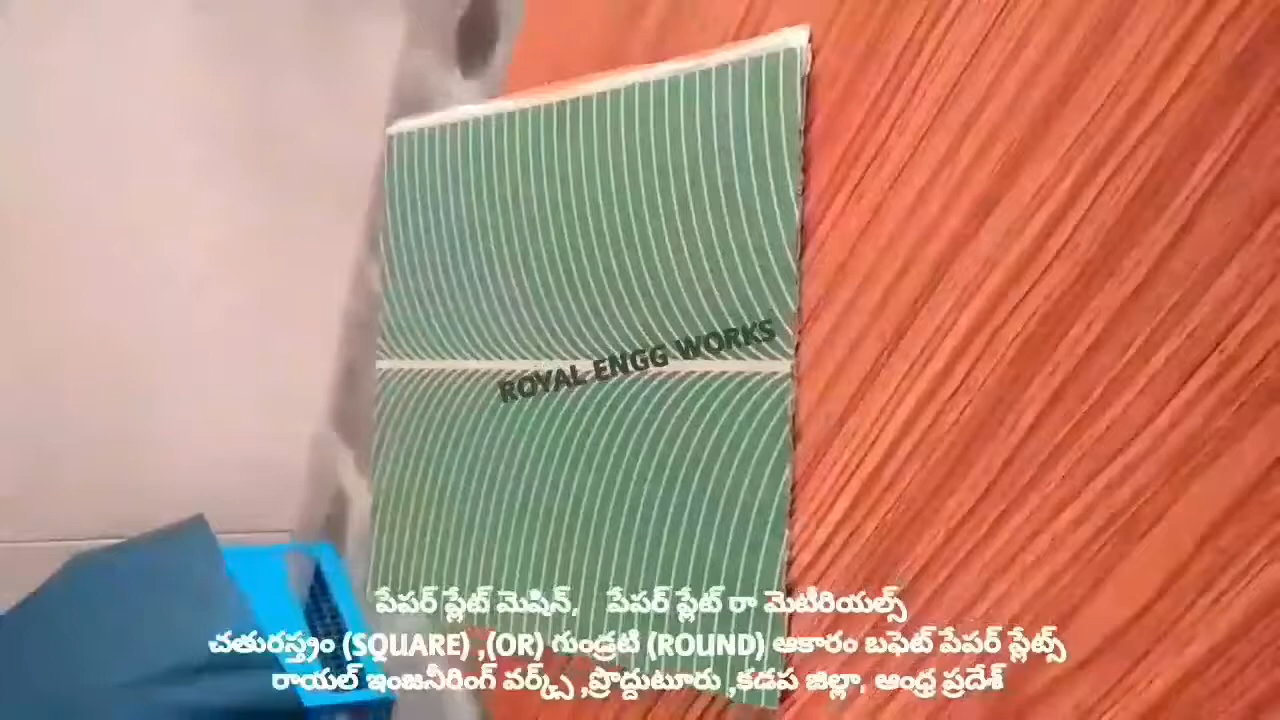 ROYAL ENGG WORKS
పేపర్ ప్లేట్ మెషిన్, పేపర్ ప్లేట్ రా మెటీరియల్స్
చతురస్త్రం (SQUARE) ,(OR) గుండ్రటి (ROUND) ఆకారం బఫెట్ పేపర్ ప్లేట్స్
రాయల్ ఇంజనీరింగ్ వర్క్స్ ,ప్రొద్దుటూరు ,కడప జిల్లా, ఆంధ్ర ప్రదేశ్